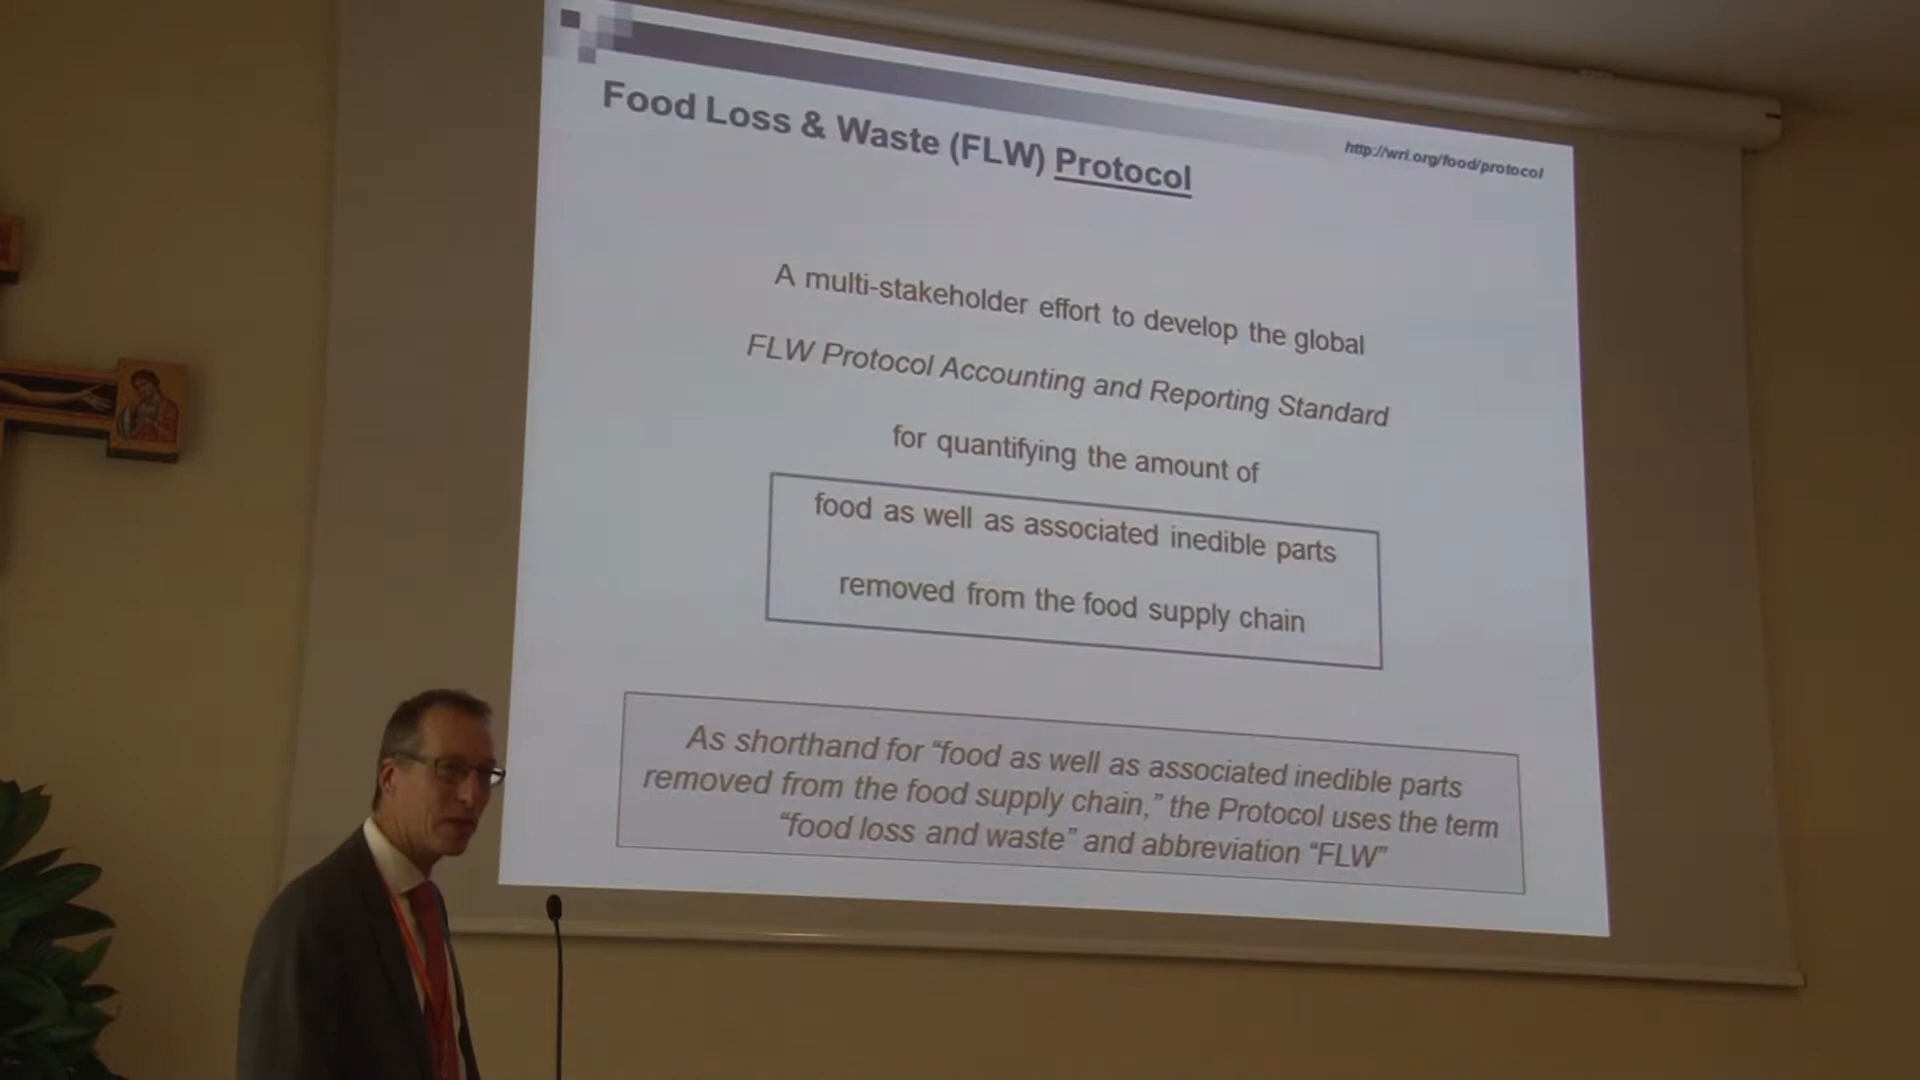 Food Loss & Waste (FLW) Protocol
http://wri.org/food/protocol
A multi-stakeholder effort to develop the global
FLW Protocol Accounting and Reporting Standard
for quantifying the amount of
food as well as associated inedible parts
removed from the food supply chain
As shorthand for “food as well as associated inedible parts
removed from the food supply chain,” the Protocol uses the term
“food loss and waste” and abbreviation “FLW”